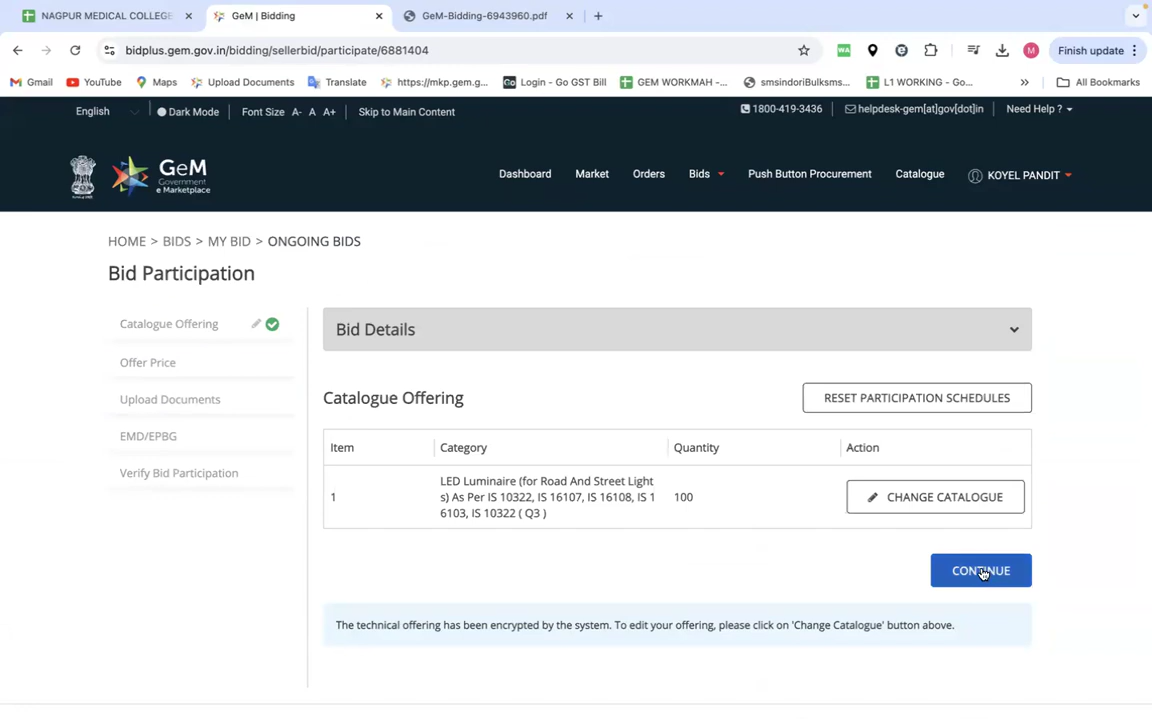 NAGPUR MEDICAL COLLEGE
GeM | Bidding
GeM-Bidding-6943960.pdf
bidplus.gem.gov.in/bidding/sellerbid/participate/6881404
WA
M
Finish update
Gmail
YouTube
Maps
Upload Documents
Translate
https://mkp.gem.g...
Co Login - Go GST Bill
GEM WORKMAH -...
smsindoriBulksms...
L1 WORKING - Go...
»
All Bookmarks
English
Dark Mode
Font Size A- A A+
Skip to Main Content
1800-419-3436
helpdesk-gem[at]gov[dot]in
Need Help ?
GeM
Government
e Marketplace
Dashboard
Market
Orders
Bids
Push Button Procurement
Catalogue
KOYEL PANDIT
HOME > BIDS > MY BID > ONGOING BIDS
Bid Participation
Catalogue Offering
Offer Price
Upload Documents
EMD/EPBG
Verify Bid Participation
Bid Details
Catalogue Offering
RESET PARTICIPATION SCHEDULES
Item Category Quantity Action
1
LED Luminaire (for Road And Street Light
s) As Per IS 10322, IS 16107, IS 16108, IS 1
6103, IS 10322 ( Q3 )
100
CHANGE CATALOGUE
CONTINUE
The technical offering has been encrypted by the system. To edit your offering, please click on 'Change Catalogue' button above.